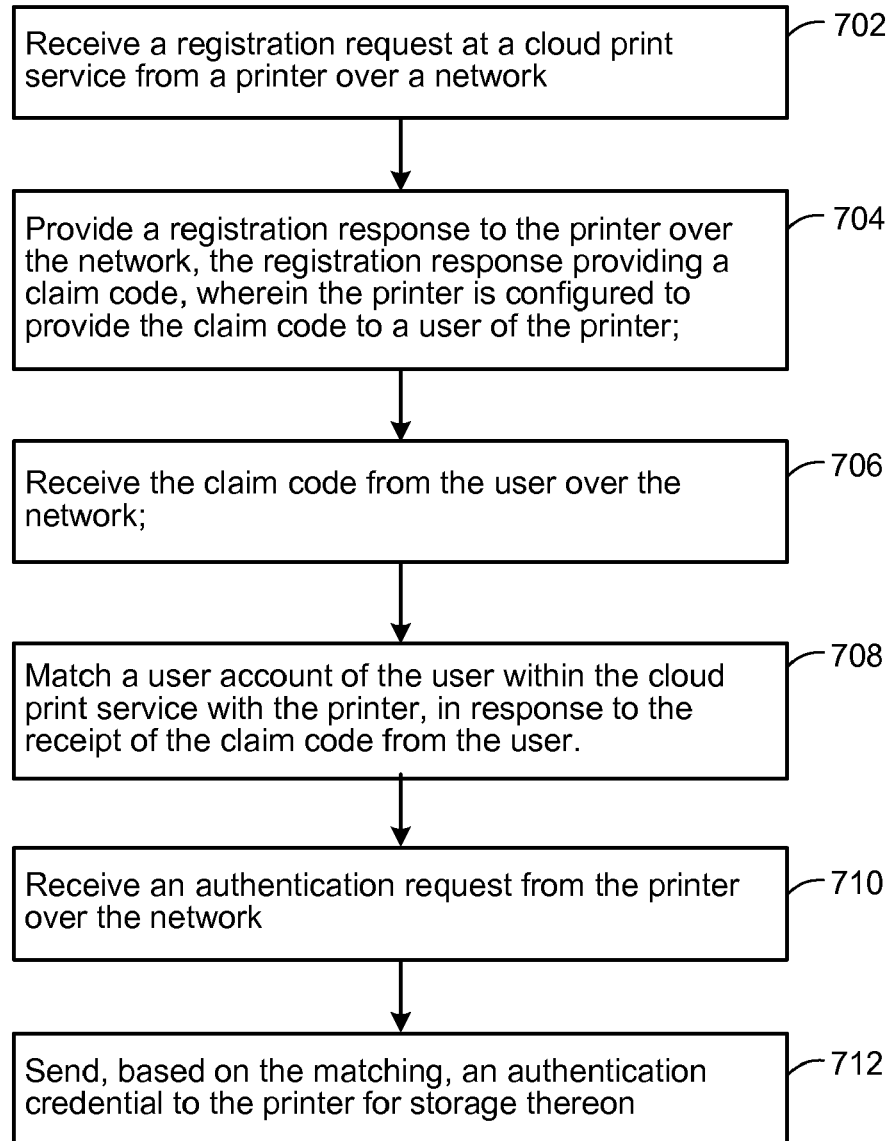 Receive a registration request at a cloud print
service from a printer over a network
702
Provide a registration response to the printer over
the network, the registration response providing a
claim code, wherein the printer is configured to
provide the claim code to a user of the printer;
704
Receive the claim code from the user over the
network;
706
Match a user account of the user within the cloud
print service with the printer, in response to the
receipt of the claim code from the user.
708
Receive an authentication request from the printer
over the network
710
Send, based on the matching, an authentication
credential to the printer for storage thereon
712